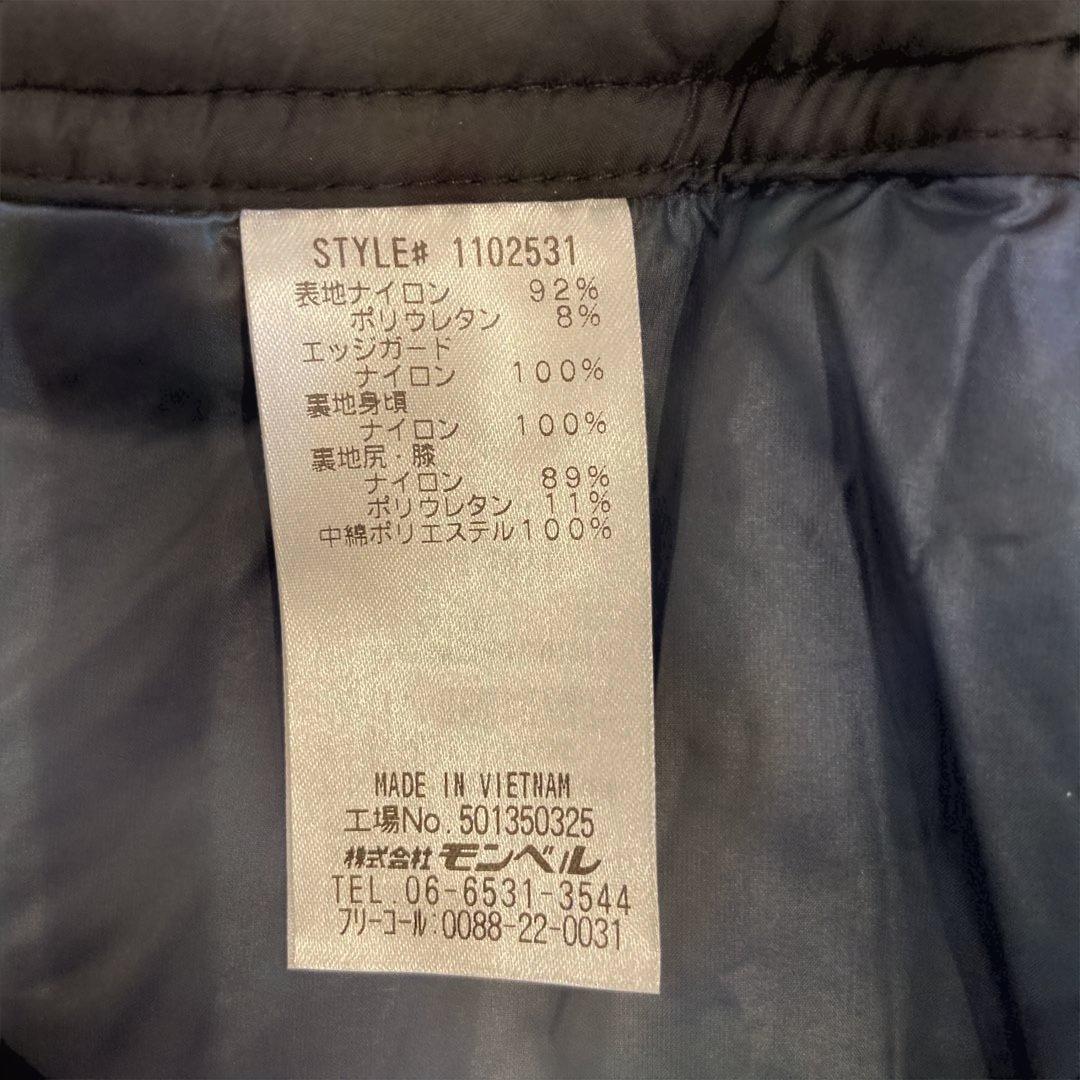 STYLE# 1102531
表地ナイロン 92%
ポリウレタン 8%
エッジガード
ナイロン 100%
裏地身頃
ナイロン 100%
裏地尻・膝
ナイロン 89%
ポリウレタン 11%
中綿ポリエステル100%
MADE IN VIETNAM
工場No.501350325
株式会社 モンベル
TEL.06-6531-3544
フリーコール:0088-22-0031